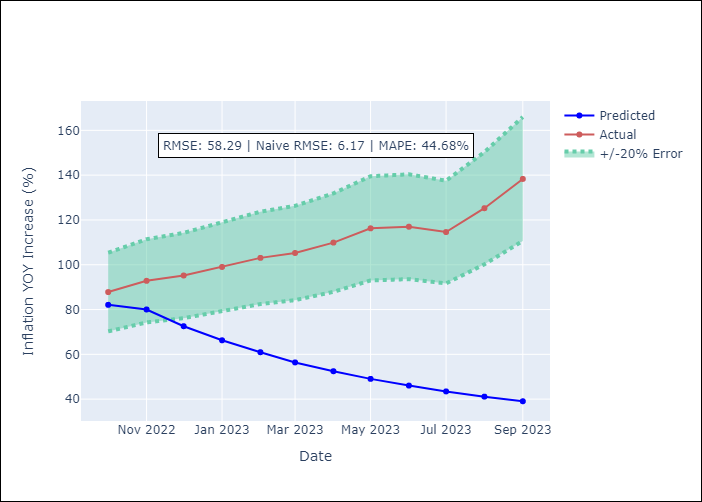 RMSE: 58.29 | Naive RMSE: 6.17 | MAPE: 44.68%
Predicted
Actual
+/-20% Error
Inflation YOY Increase (%)
160
140
120
100
80
60
40
Nov 2022
Jan 2023
Mar 2023
May 2023
Jul 2023
Sep 2023
Date